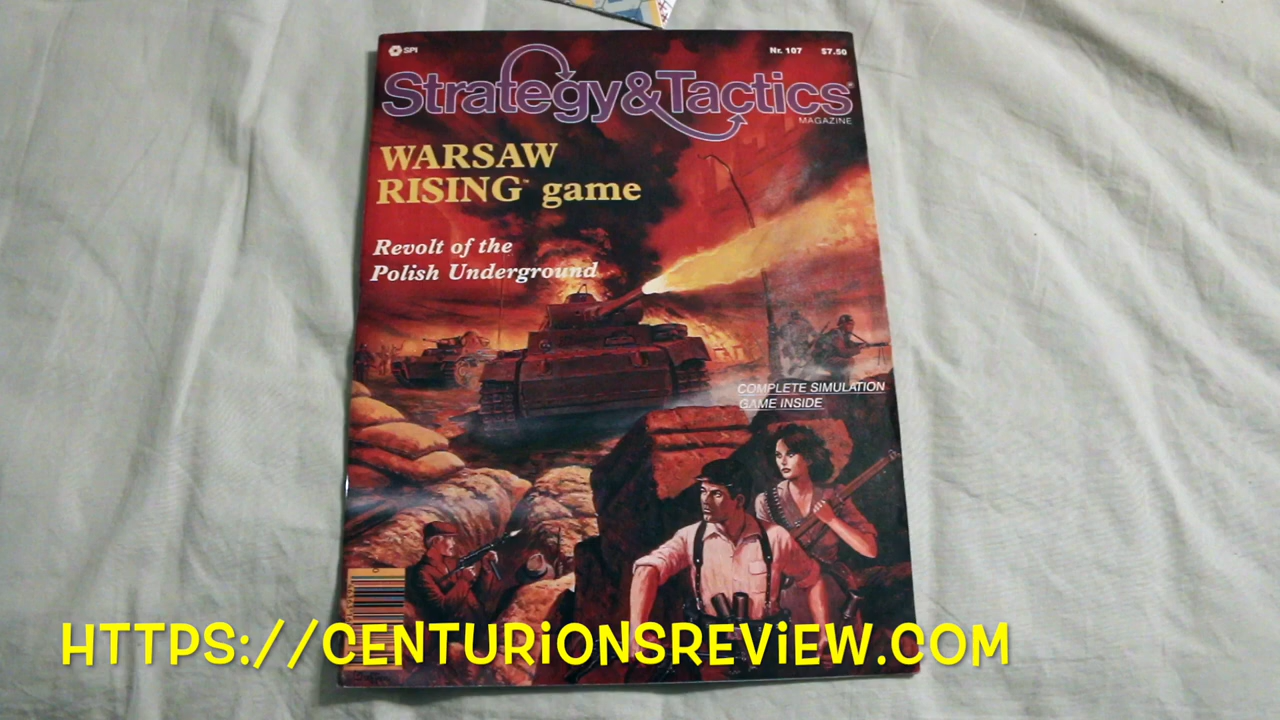 SPI
Nr. 107 $7.50
Strategy&Tactics®
MAGAZINE
WARSAW
RISING™ game
Revolt of the
Polish Underground
COMPLETE SIMULATION
GAME INSIDE
HTTPS://CENTURIONSREVIEW.COM